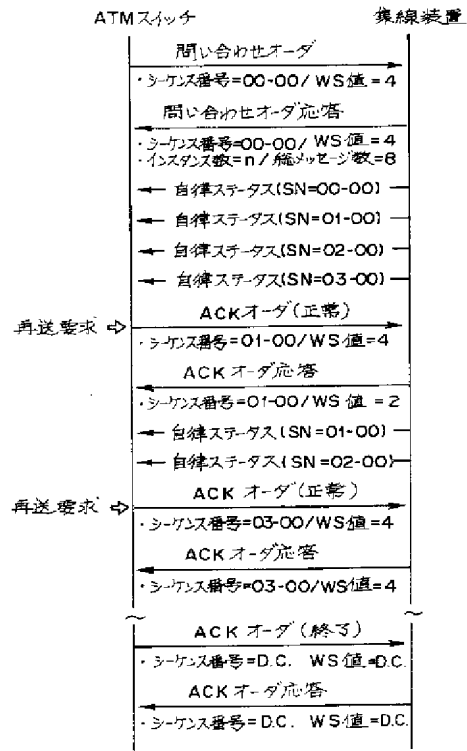 ATMスイッチ 集線装置
問い合わせオーダ
・シーケンス番号=00-00/WS値=4
問い合わせオーダ応答
・シーケンス番号=00-00/WS値=4
・インスタンス数=n/総メッセージ数=8
自律ステータス(SN=00-00)
自律ステータス(SN=01-00)
自律ステータス(SN=02-00)
自律ステータス(SN=03-00)
ACKオーダ(正常)
再送要求
・シーケンス番号=01-00/WS値=4
ACKオーダ応答
・シーケンス番号=01-00/WS値=2
自律ステータス(SN=01-00)
自律ステータス(SN=02-00)
ACKオーダ(正常)
再送要求
・シーケンス番号=03-00/WS値=4
ACKオーダ応答
・シーケンス番号=03-00/WS値=4
ACKオーダ(終了)
・シーケンス番号=D.C. WS値=D.C.
ACKオーダ応答
・シーケンス番号=D.C. WS値=D.C.